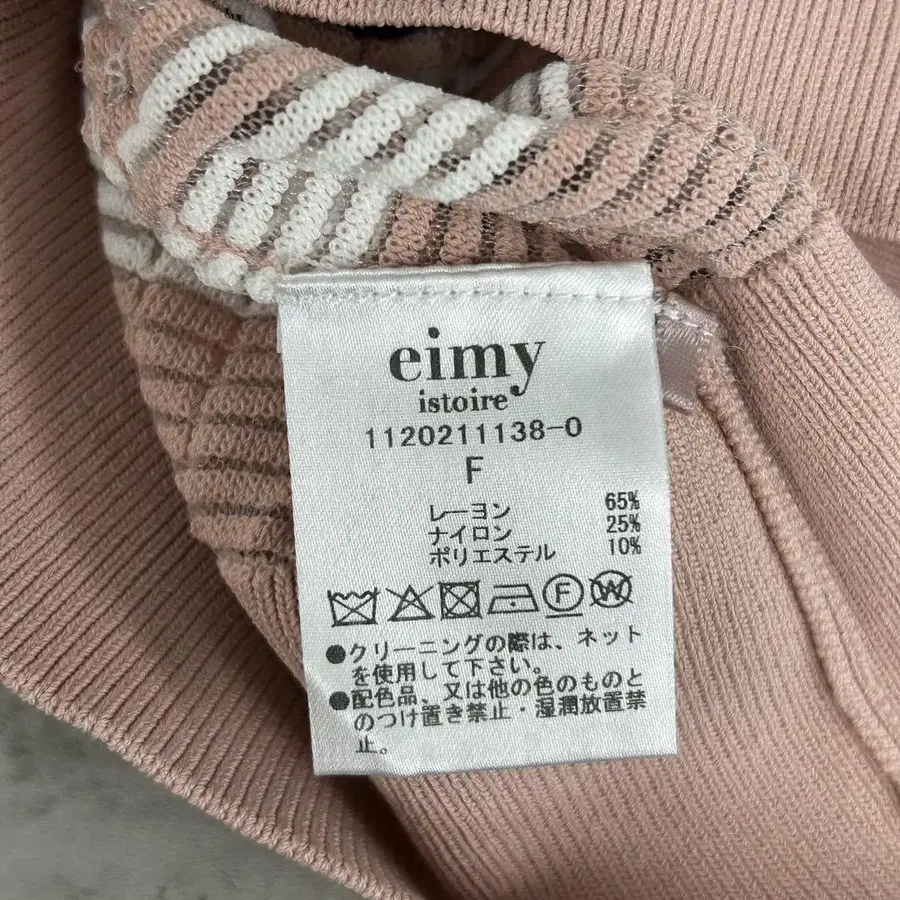 eimy
istoire
1120211138-0
F
レーヨン 65%
ナイロン 25%
ポリエステル 10%
F W
●クリーニングの際は、ネット
を使用して下さい。
●配色品、又は他の色のものと
のつけ置き禁止・湿潤放置禁
止。